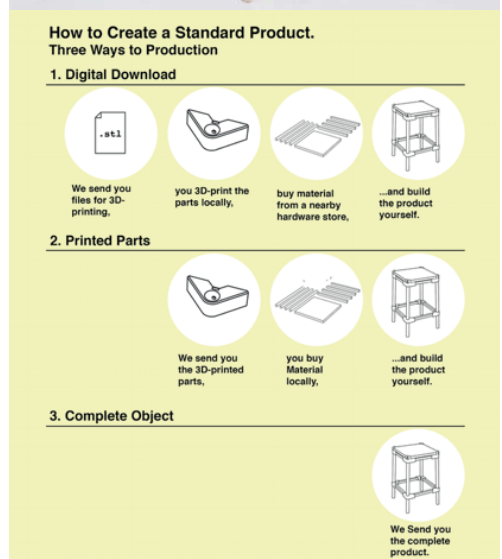 How to Create a Standard Product.
Three Ways to Production
1. Digital Download
.stl
We send you
files for 3D-
printing,
you 3D-print the
parts locally,
buy material
from a nearby
hardware store,
...and build
the product
yourself.
2. Printed Parts
We send you
the 3D-printed
parts,
you buy
Material
locally,
...and build
the product
yourself.
3. Complete Object
We Send you
the complete
product.